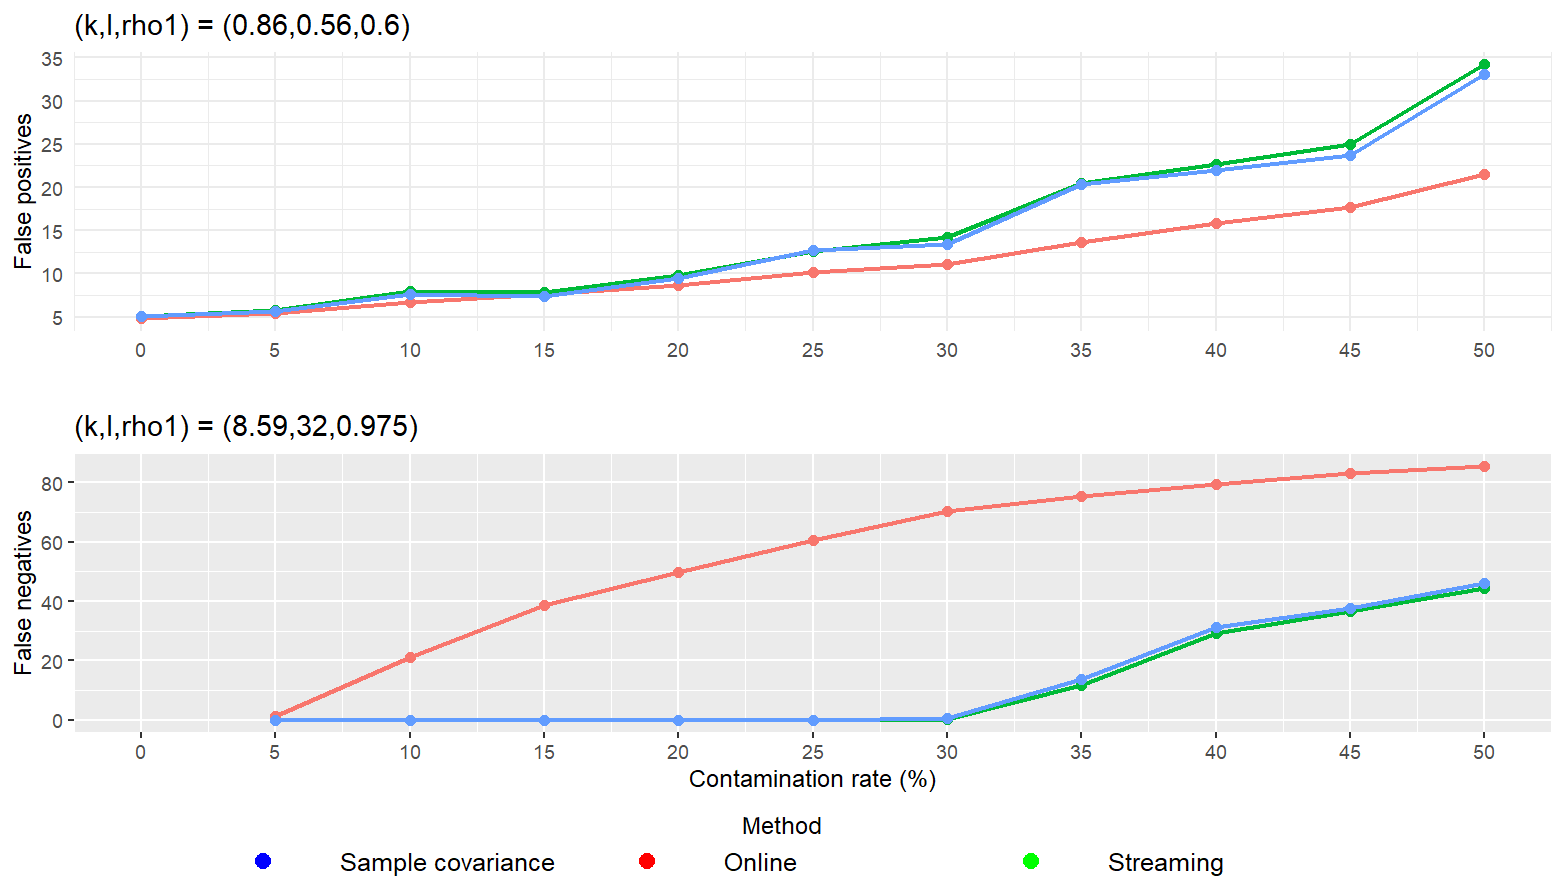 (k,l,rho1) = (0.86,0.56,0.6)
False positives
35
30
25
20
15
10
5
0 5 10 15 20 25 30 35 40 45 50
(k,l,rho1) = (8.59,32,0.975)
False negatives
80
60
40
20
0
0 5 10 15 20 25 30 35 40 45 50
Contamination rate (%)
Method
Sample covariance Online Streaming